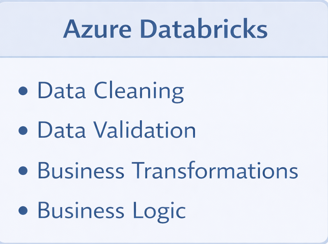 Azure Databricks
• Data Cleaning
• Data Validation
• Business Transformations
• Business Logic